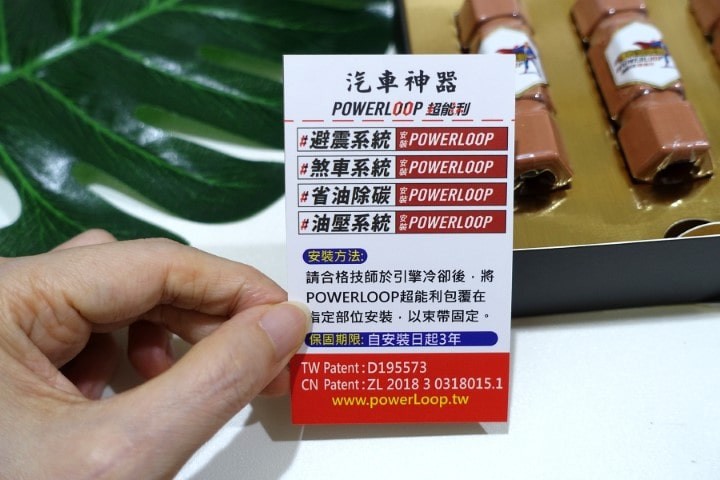 汽車神器
POWERLOOP 超能利
#避震系統 安裝POWERLOOP
#煞車系統 安裝POWERLOOP
#省油除碳 安裝POWERLOOP
#油壓系統 安裝POWERLOOP
安裝方法:
請合格技師於引擎冷卻後，將
POWERLOOP超能利包覆在
指定部位安裝，以束帶固定。
保固期限: 自安裝日起3年
TW Patent : D195573
CN Patent : ZL 2018 3 0318015.1
www.powerLoop.tw
POWERLOOP